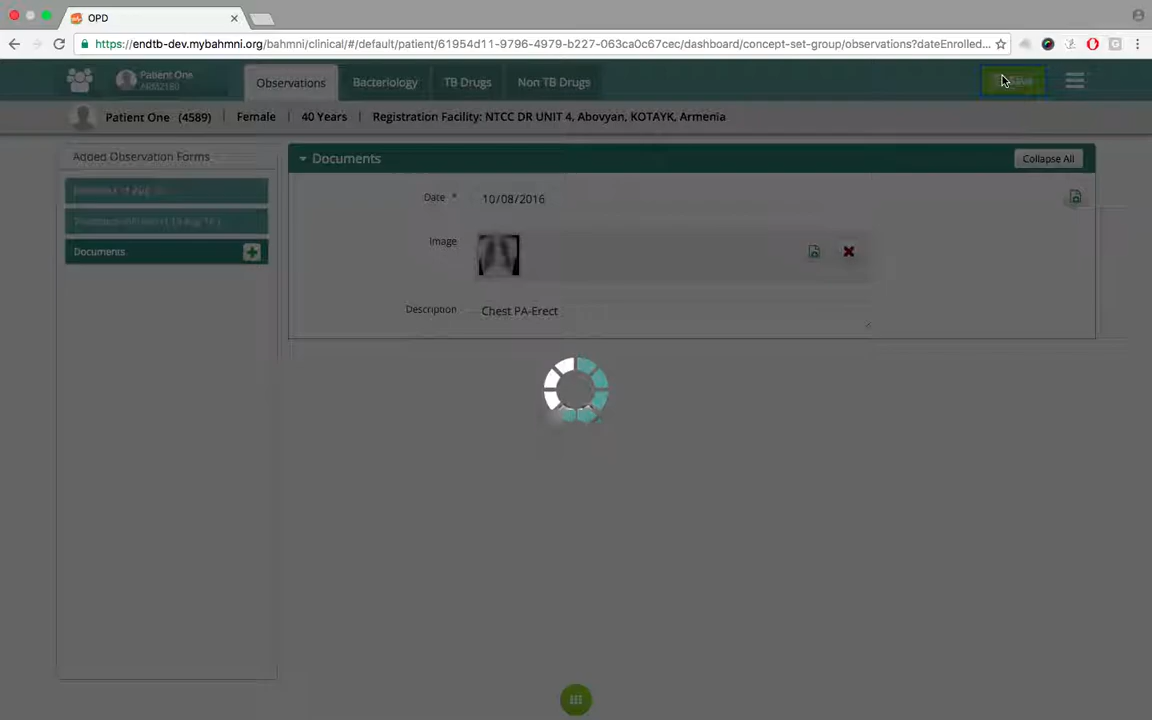 OPD
https://endtb-dev.mybahmni.org/bahmni/clinical/#/default/patient/61954d11-9796-4979-b227-063ca0c67cec/dashboard/concept-set-group/observations?dateEnrolled...
Patient One
ARM2180
Observations
Bacteriology
TB Drugs
Non TB Drugs
Patient One (4589) | Female | 40 Years | Registration Facility: NTCC DR UNIT 4, Abovyan, KOTAYK, Armenia
Added Observation Forms
Documents
Documents
Collapse All
Date *
10/08/2016
Image
Description
Chest PA-Erect